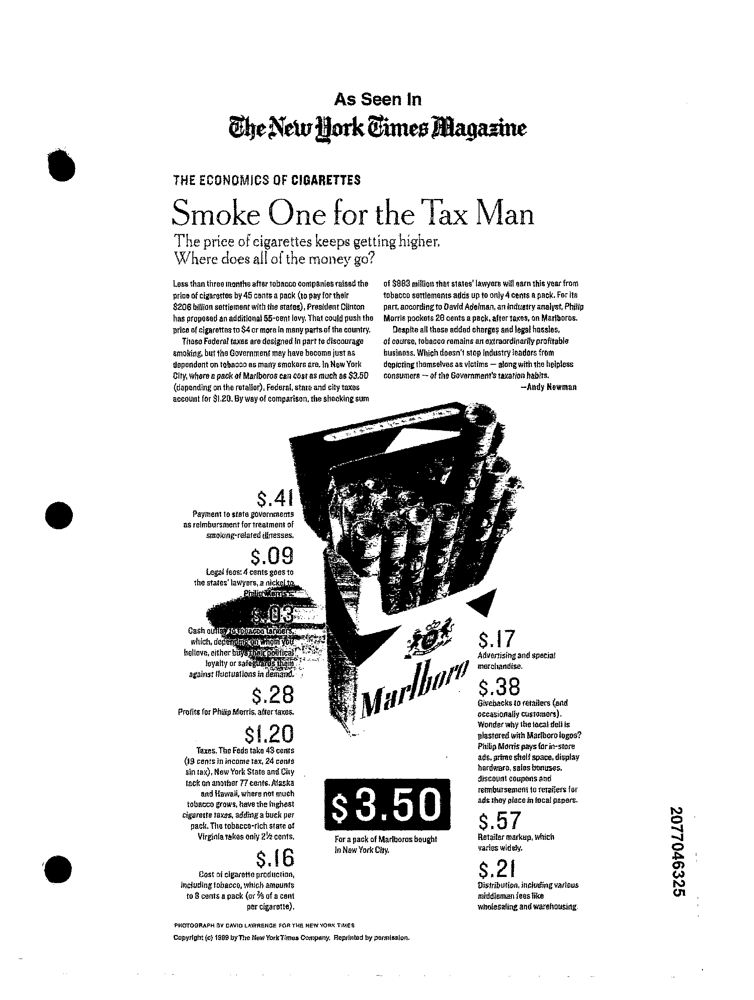 As Seen In
The New York Times Magazine
THE ECONOMICS OF CIGARETTES
Smoke One for the Tax Man
The price of cigarettes keeps getting higher.
Where does all of the money go?
Less than three months after tobacco companies raised the
price of cigarettes by 45 cents a pack (to pay for their
$206 billion settlement with the states), President Clinton
has proposed an additional 55-cent levy. That could push the
price of cigarettes to $4 or more in many parts of the country.
These Federal taxes are designed in part to discourage
smoking, but the Government may have become just as
dependent on tobacco as many smokers are. In New York
City, where a pack of Marlboros can cost as much as $3.50
(depending on the retailer), Federal, state and city taxes
account for $1.20. By way of comparison, the shocking sum
of $883 million that states' lawyers will earn this year from
tobacco settlements adds up to only 4 cents a pack. For its
part, according to David Adelman, an industry analyst, Philip
Morris pockets 28 cents a pack, after taxes, on Marlboros.
Despite all these added charges and legal hassles,
of course, tobacco remains an extraordinarily profitable
business. Which doesn't stop industry leaders from
depicting themselves as victims — along with the helpless
consumers — of the Government's taxation habits.
—Andy Newman
$.41
Payment to state governments
as reimbursment for treatment of
smoking-related illnesses.
$.09
Legal fees: 4 cents goes to
the states' lawyers, a nickel to
Philip Morris's.
$.03
Cash outlay to tobacco farmers,
which, depending on whom you
believe, either buys their political
loyalty or safeguards them
against fluctuations in demand.
$.28
Profits for Philip Morris, after taxes.
$1.20
Taxes. The Feds take 43 cents
(19 cents in income tax, 24 cents
sin tax), New York State and City
tack on another 77 cents. Alaska
and Hawaii, where not much
tobacco grows, have the highest
cigarette taxes, adding a buck per
pack. The tobacco-rich state of
Virginia takes only 2½ cents.
$.16
Cost of cigarette production,
including tobacco, which amounts
to 8 cents a pack (or ⅖ of a cent
per cigarette).
Marlboro
$3.50
For a pack of Marlboros bought
in New York City.
$.17
Advertising and special
merchandise.
$.38
Givebacks to retailers (and
occasionally customers).
Wonder why the local deli is
plastered with Marlboro logos?
Philip Morris pays for in-store
ads, prime shelf space, display
hardware, sales bonuses,
discount coupons and
reimbursement to retailers for
ads they place in local papers.
$.57
Retailer markup, which
varies widely.
$.21
Distribution, including various
middleman fees like
wholesaling and warehousing.
PHOTOGRAPH BY DAVID LAWRENCE FOR THE NEW YORK TIMES
Copyright (c) 1999 by The New York Times Company. Reprinted by permission.
2077046325